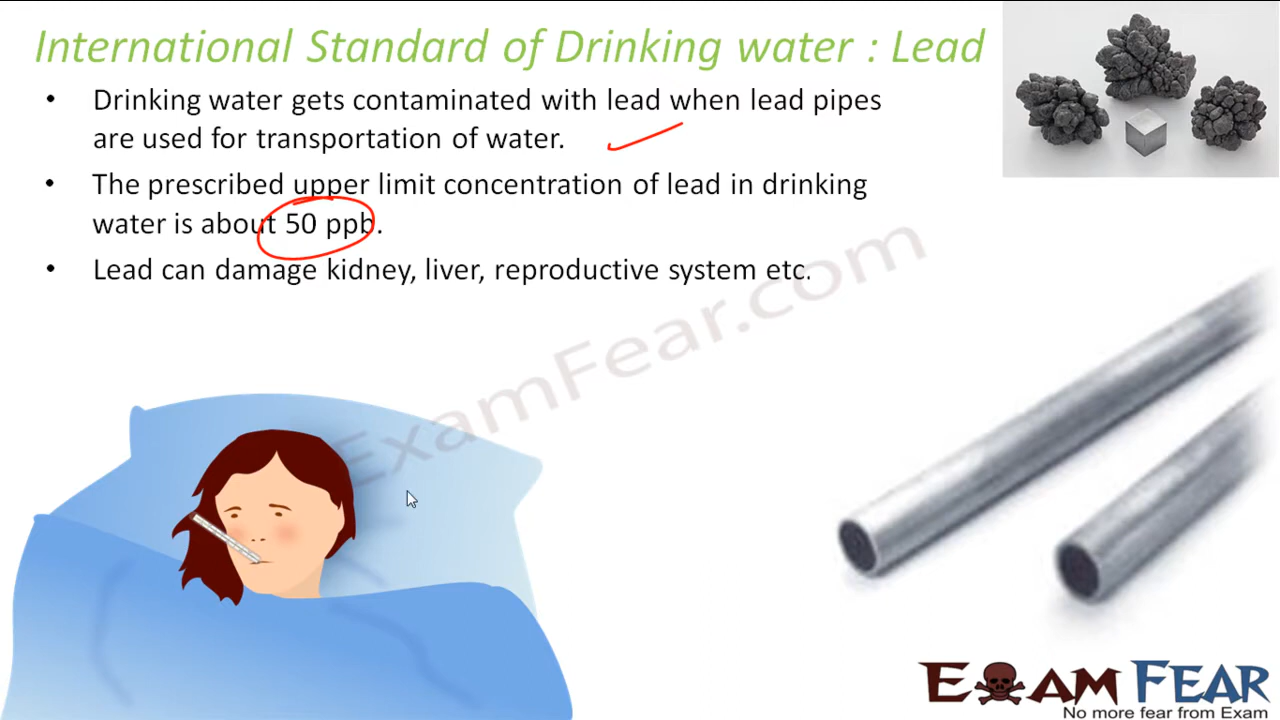 International Standard of Drinking water : Lead
• Drinking water gets contaminated with lead when lead pipes
are used for transportation of water.
• The prescribed upper limit concentration of lead in drinking
water is about 50 ppb.
• Lead can damage kidney, liver, reproductive system etc.
ExamFear.com
EXAM FEAR
No more fear from Exam